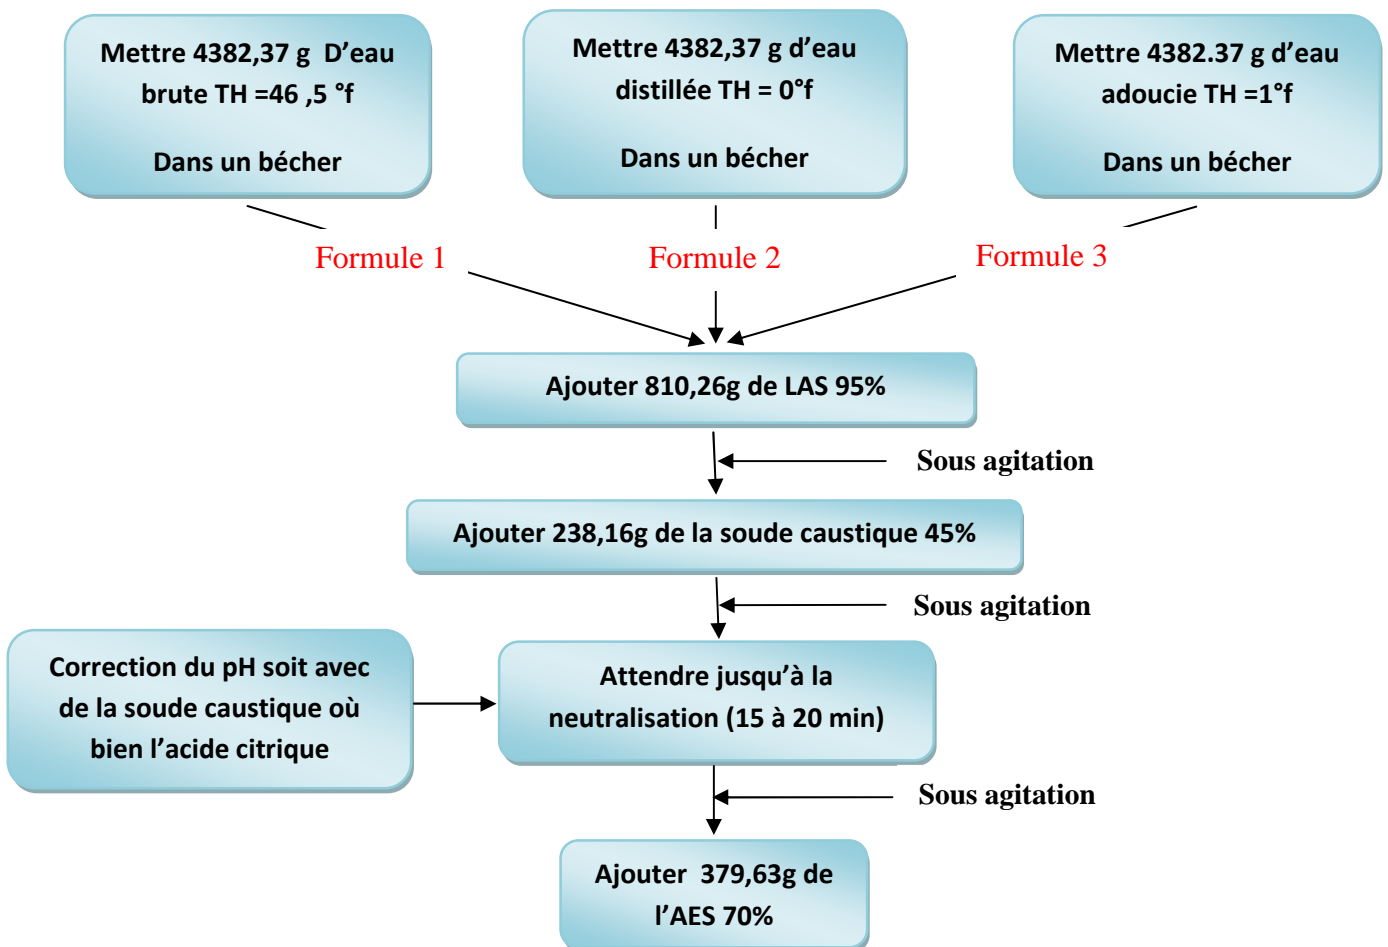 Mettre 4382,37 g D’eau
brute TH =46 ,5 °f
Dans un bécher
Mettre 4382,37 g d’eau
distillée TH = 0°f
Dans un bécher
Mettre 4382.37 g d’eau
adoucie TH =1°f
Dans un bécher
Formule 1
Formule 2
Formule 3
Ajouter 810,26g de LAS 95%
Sous agitation
Ajouter 238,16g de la soude caustique 45%
Sous agitation
Correction du pH soit avec
de la soude caustique où
bien l’acide citrique
Attendre jusqu’à la
neutralisation (15 à 20 min)
Sous agitation
Ajouter 379,63g de
l’AES 70%